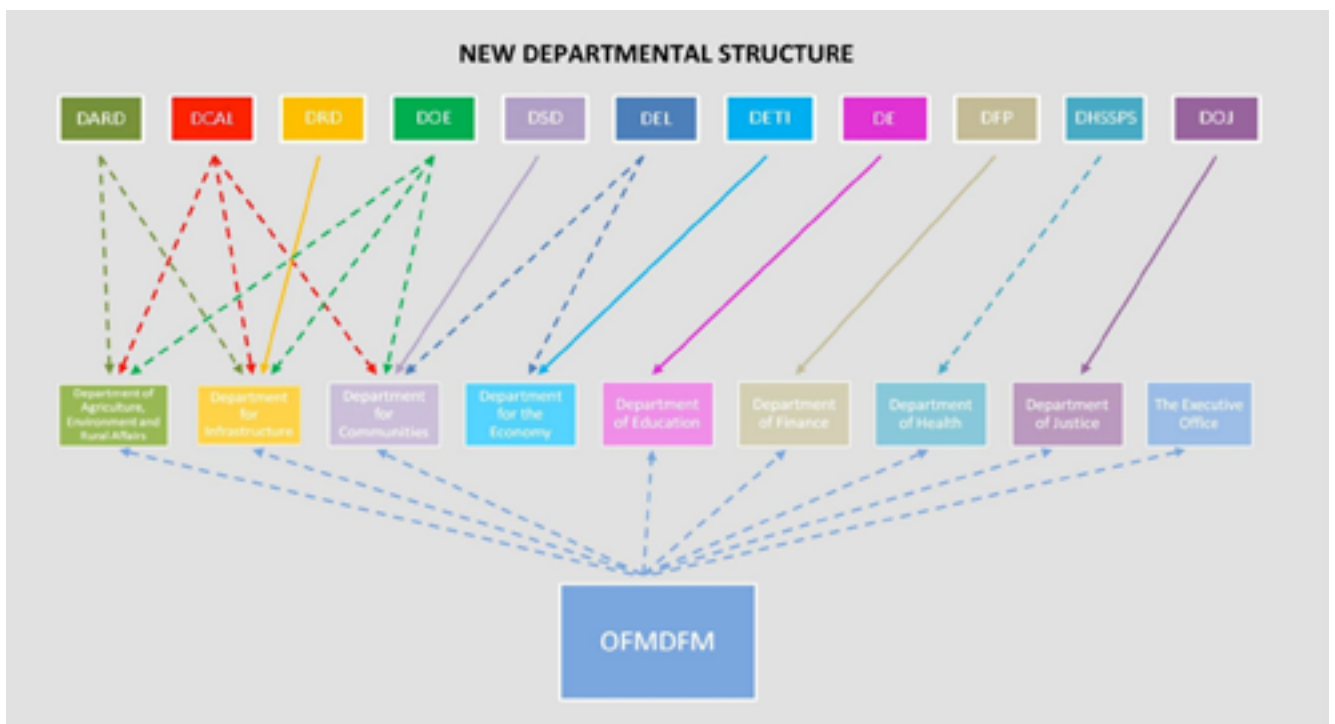 NEW DEPARTMENTAL STRUCTURE
DARD
DCAL
DRD
DOE
DSD
DEL
DETI
DE
DFP
DHSSPS
DOJ
Department of
Agriculture,
Environment and
Rural Affairs
Department
for
Infrastructure
Department
for
Communities
Department
for the
Economy
Department
of Education
Department
of Finance
Department
of Health
Department
of Justice
The Executive
Office
OFMDFM